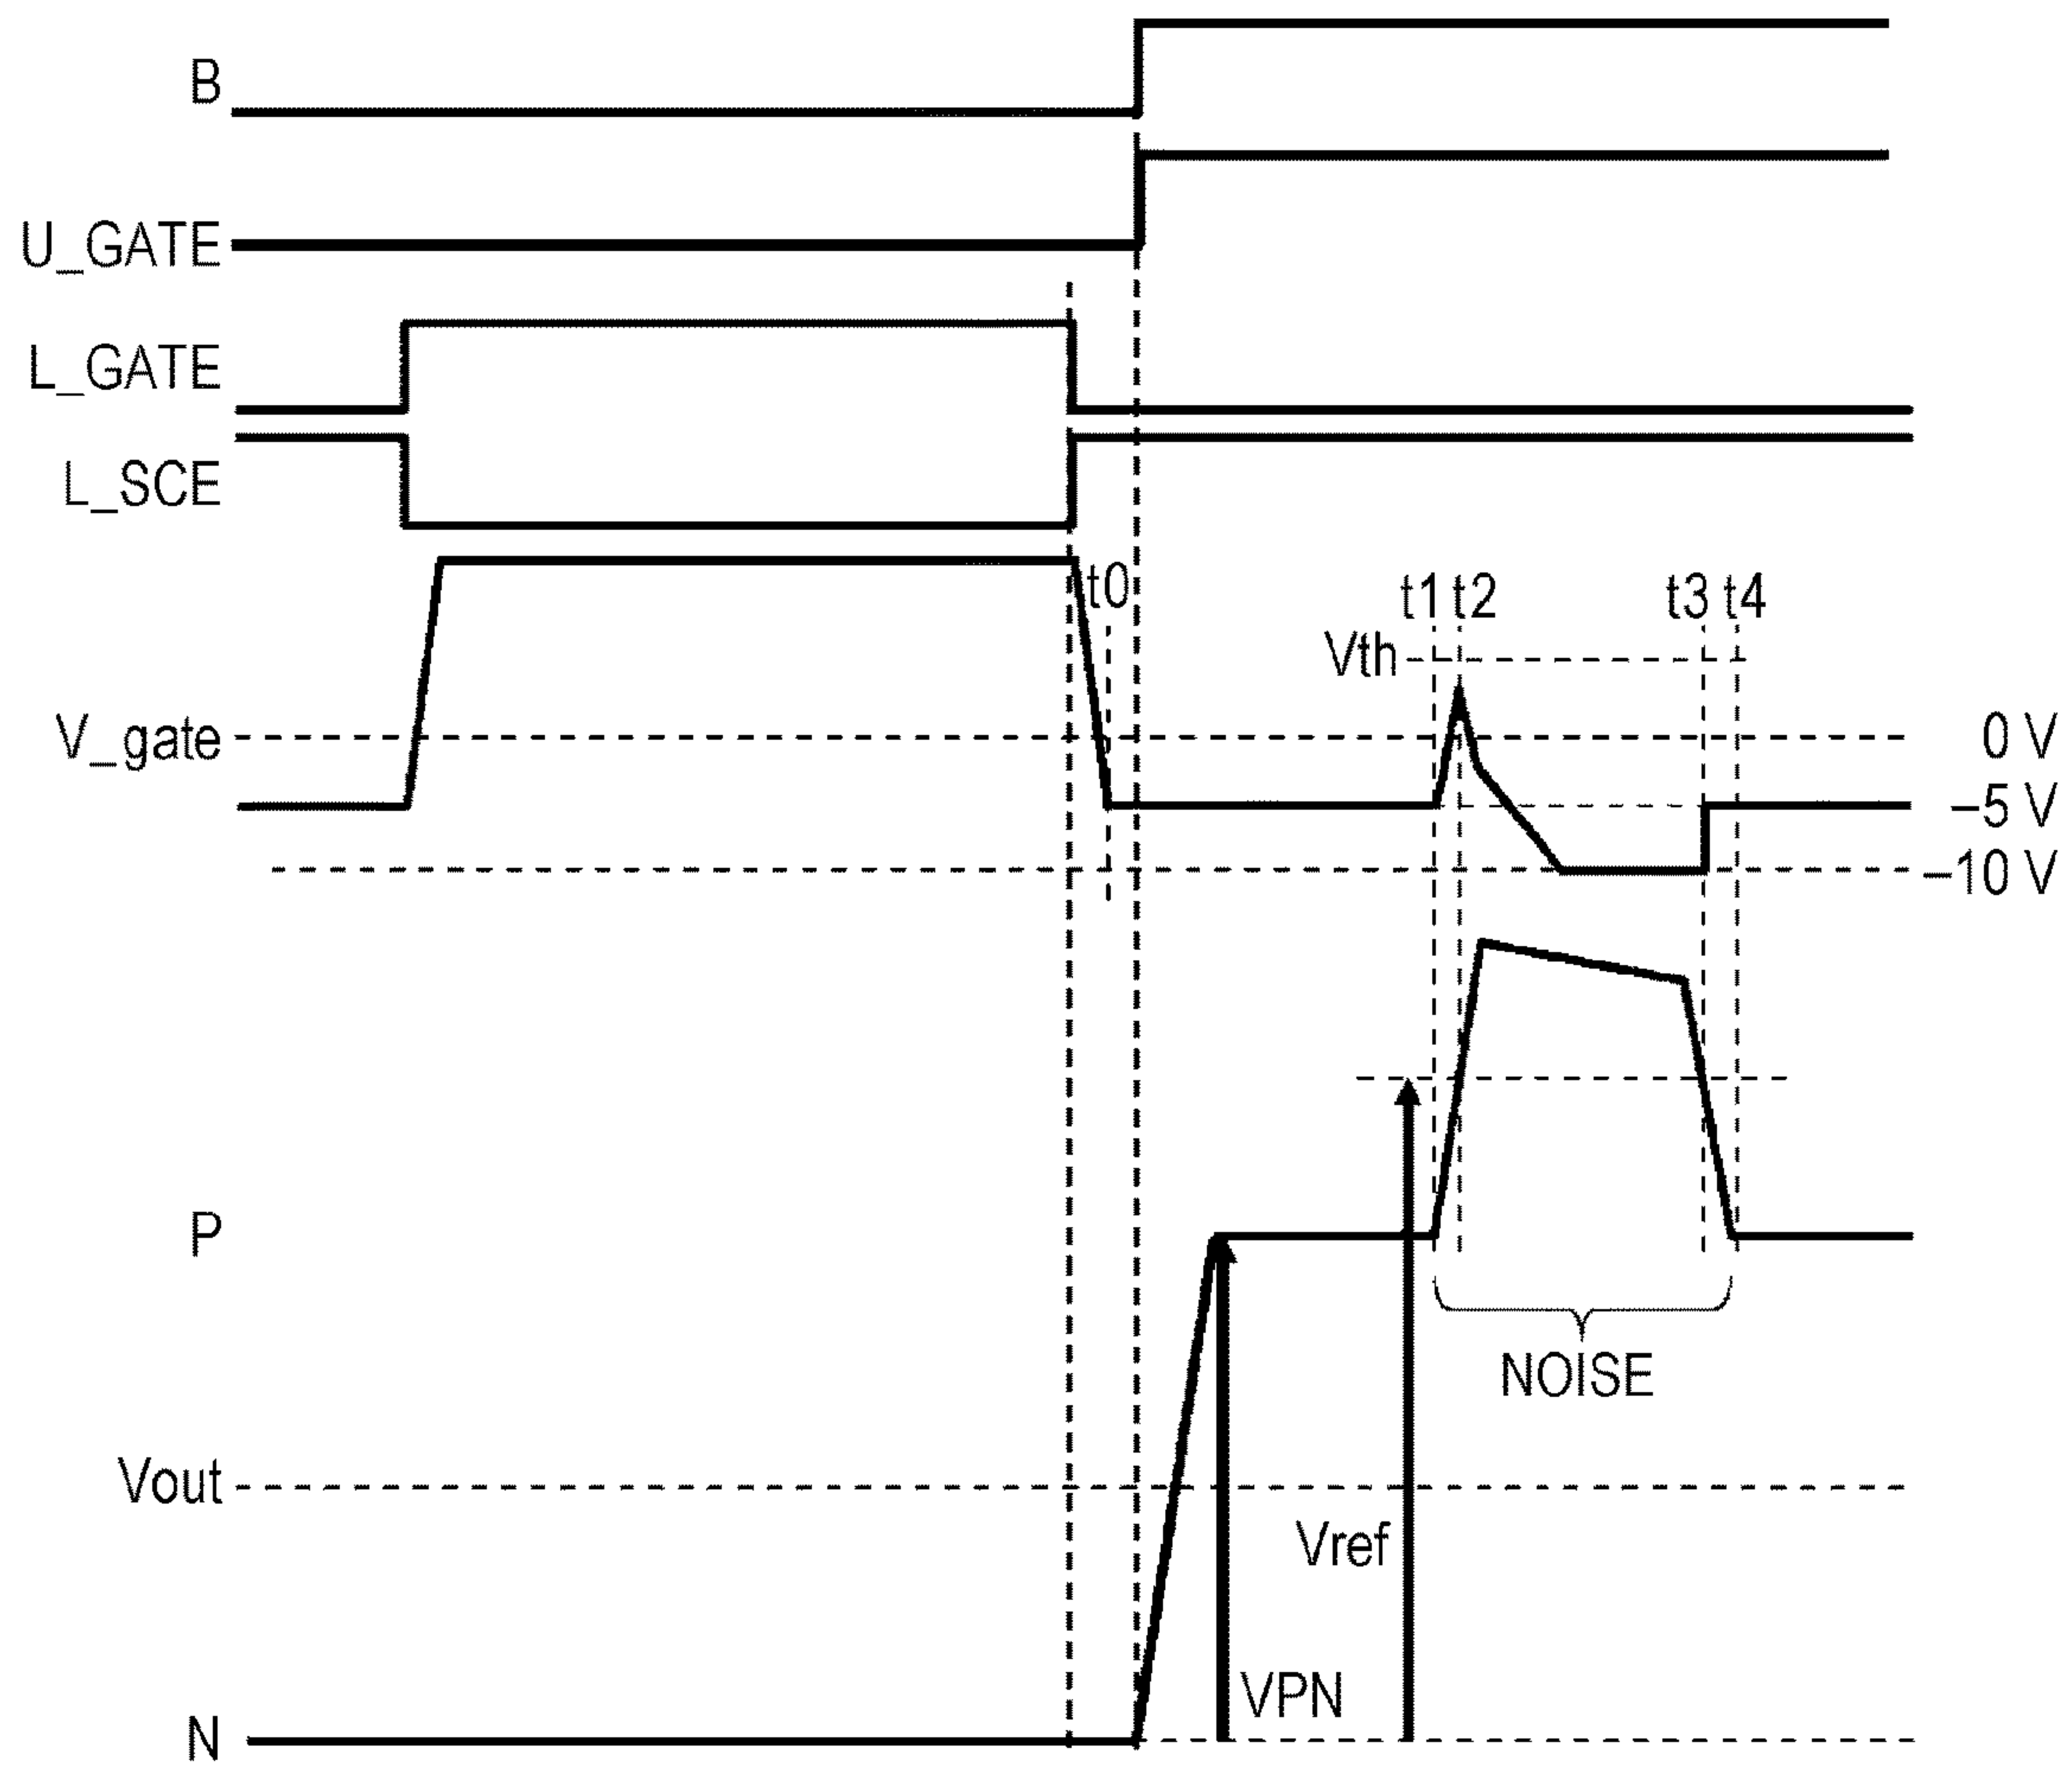 B
U_GATE
L_GATE
L_SCE
t0
t1 t2
t3 t4
Vth
V_gate
0 V
–5 V
–10 V
P
NOISE
Vout
Vref
VPN
N